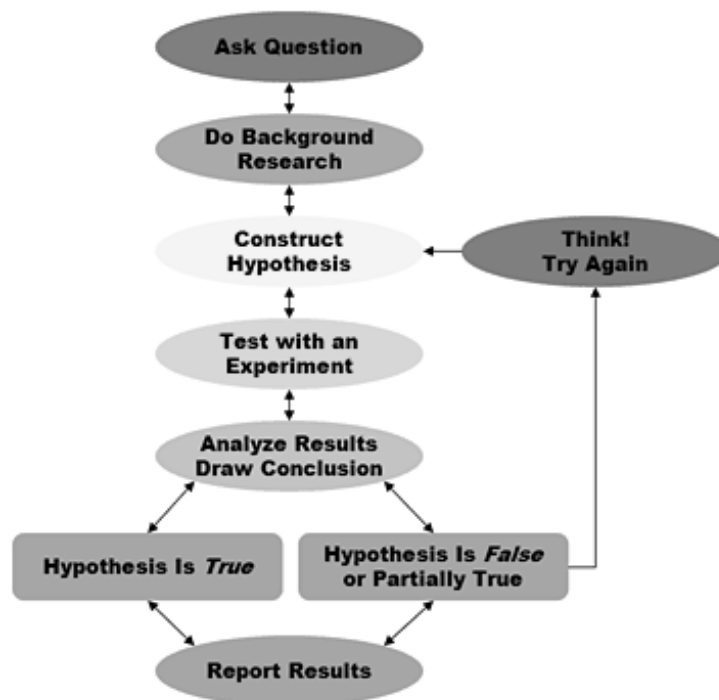 Ask Question
Do Background
Research
Construct
Hypothesis
Think!
Try Again
Test with an
Experiment
Analyze Results
Draw Conclusion
Hypothesis Is True
Hypothesis Is False
or Partially True
Report Results